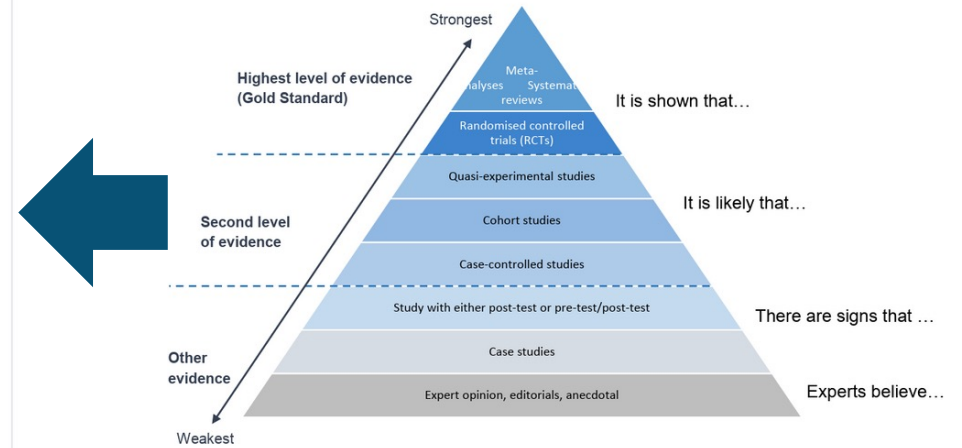 Strongest
Highest level of evidence
(Gold Standard)
Meta-
nalyses Systemat
reviews
It is shown that…
Randomised controlled
trials (RCTs)
Quasi-experimental studies
It is likely that…
Second level
of evidence
Cohort studies
Case-controlled studies
Study with either post-test or pre-test/post-test
There are signs that …
Other
evidence
Case studies
Expert opinion, editorials, anecdotal
Experts believe…
Weakest